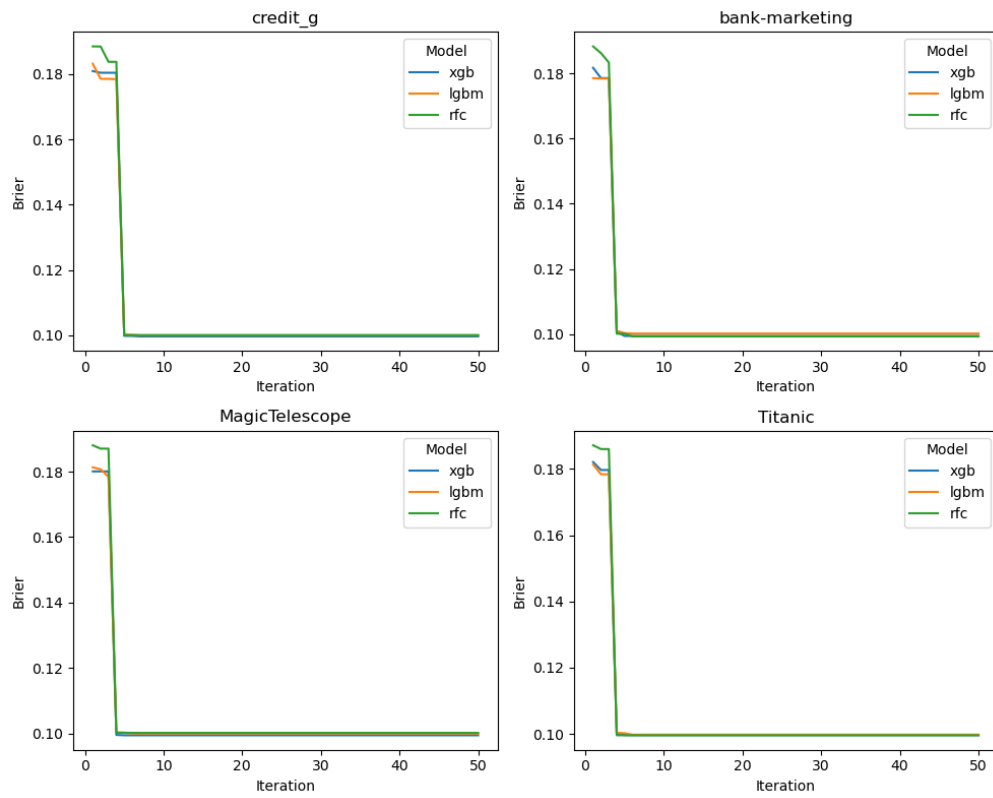 credit_g
Brier
0.18
0.16
0.14
0.12
0.10
0
10
20
30
40
50
Iteration
Model
xgb
lgbm
rfc
bank-marketing
Brier
0.18
0.16
0.14
0.12
0.10
0
10
20
30
40
50
Iteration
Model
xgb
lgbm
rfc
MagicTelescope
Brier
0.18
0.16
0.14
0.12
0.10
0
10
20
30
40
50
Iteration
Model
xgb
lgbm
rfc
Titanic
Brier
0.18
0.16
0.14
0.12
0.10
0
10
20
30
40
50
Iteration
Model
xgb
lgbm
rfc